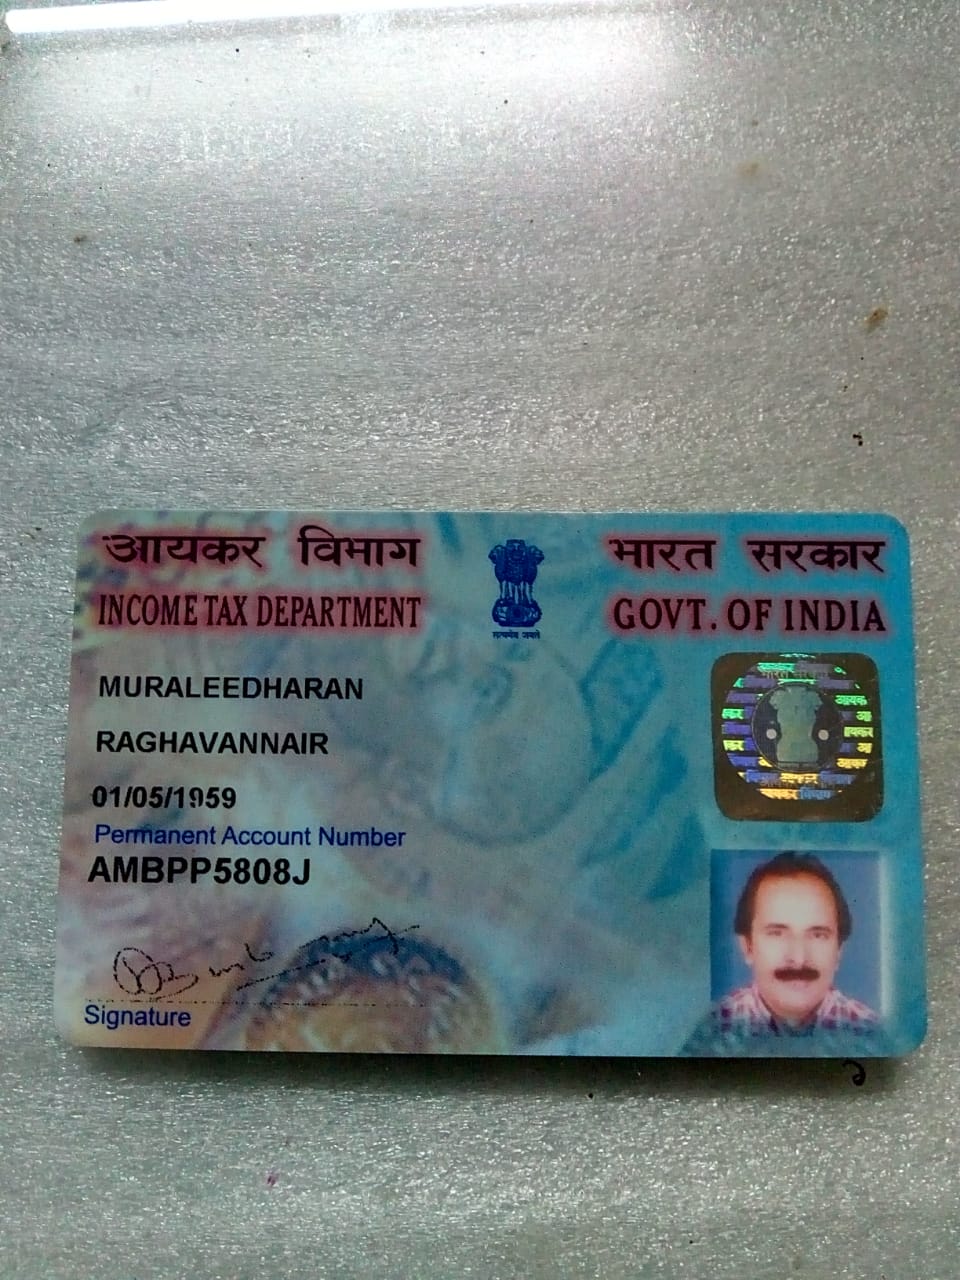 आयकर विभाग
INCOME TAX DEPARTMENT
सत्यमेव जयते
भारत सरकार
GOVT. OF INDIA
MURALEEDHARAN
RAGHAVANNAIR
01/05/1959
Permanent Account Number
AMBPP5808J
Signature